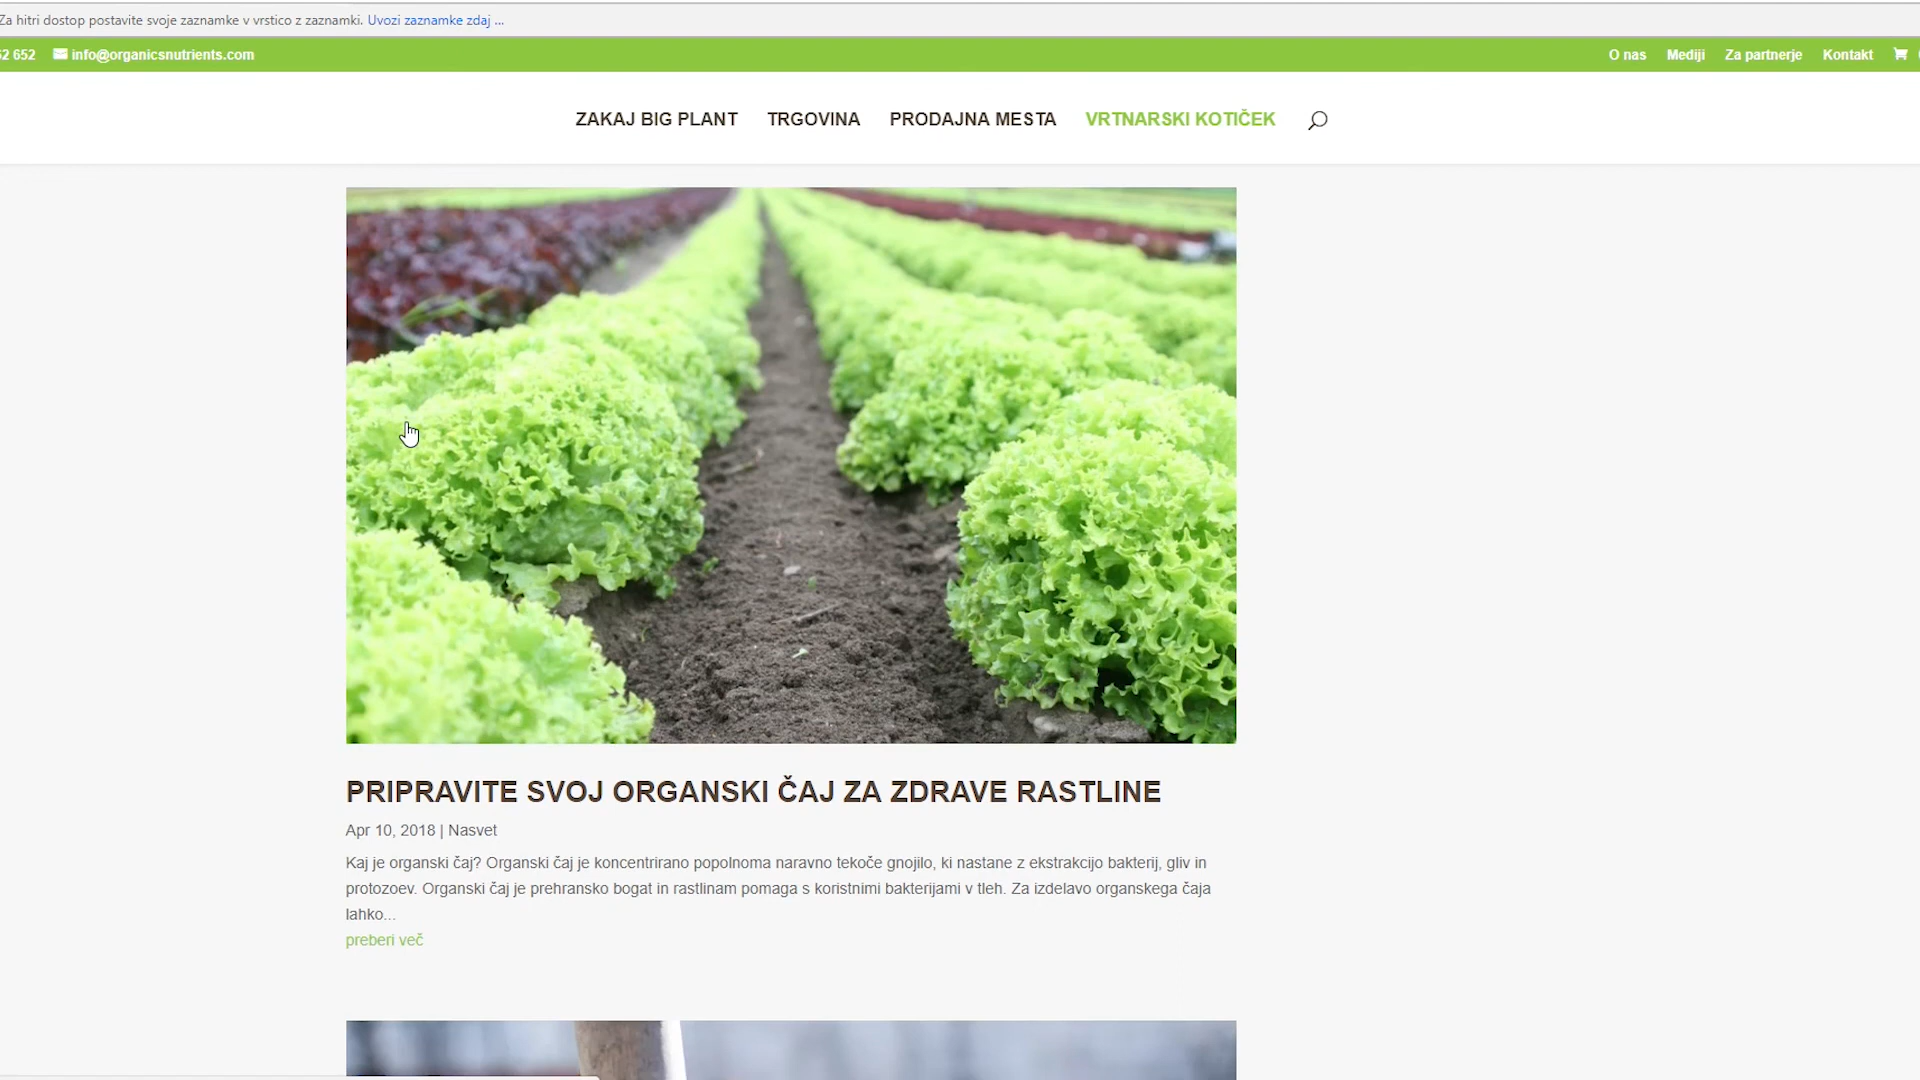 Za hitri dostop postavite svoje zaznamke v vrstico z zaznamki. Uvozi zaznamke zdaj ...
62 652 info@organicsnutrients.com
O nas Mediji Za partnerje Kontakt
ZAKAJ BIG PLANT TRGOVINA PRODAJNA MESTA VRTNARSKI KOTIČEK
PRIPRAVITE SVOJ ORGANSKI ČAJ ZA ZDRAVE RASTLINE
Apr 10, 2018 | Nasvet
Kaj je organski čaj? Organski čaj je koncentrirano popolnoma naravno tekoče gnojilo, ki nastane z ekstrakcijo bakterij, gliv in
protozoev. Organski čaj je prehransko bogat in rastlinam pomaga s koristnimi bakterijami v tleh. Za izdelavo organskega čaja
lahko...
preberi več